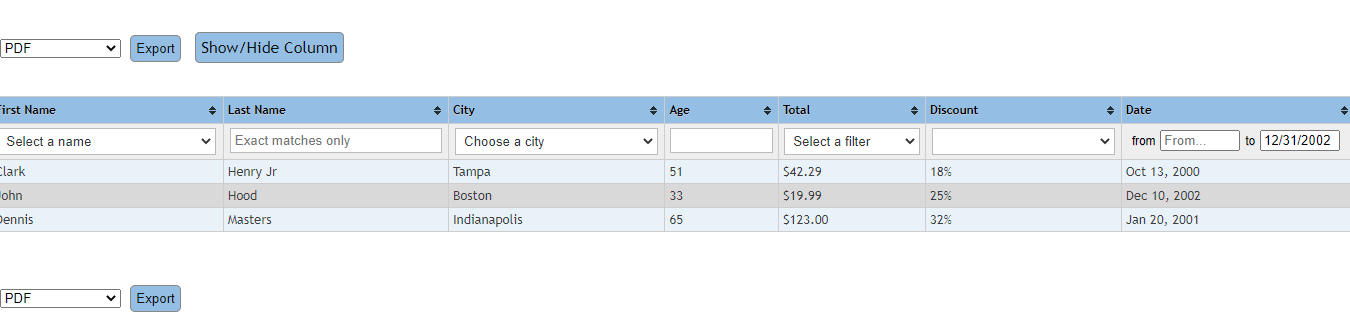 PDF Export Show/Hide Column
First Name Last Name City Age Total Discount Date
Select a name Exact matches only Choose a city Select a filter from From... to 12/31/2002
Clark Henry Jr Tampa 51 $42.29 18% Oct 13, 2000
John Hood Boston 33 $19.99 25% Dec 10, 2002
Dennis Masters Indianapolis 65 $123.00 32% Jan 20, 2001
PDF Export